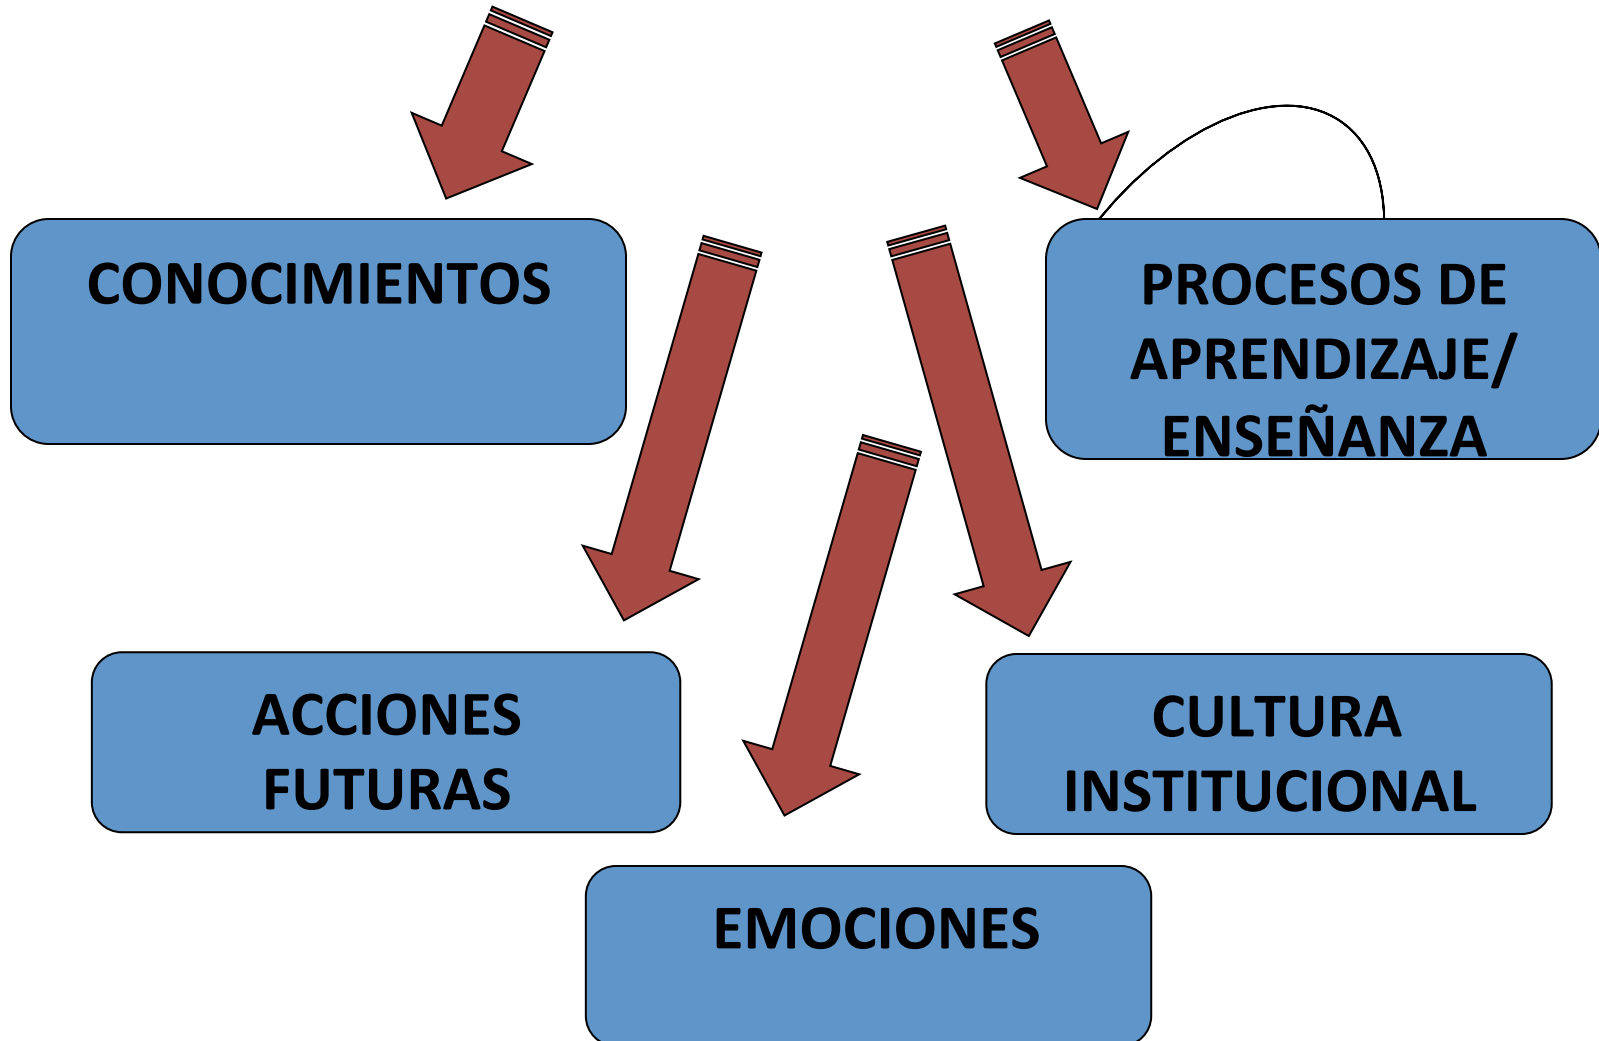 CONOCIMIENTOS
PROCESOS DE
APRENDIZAJE/
ENSEÑANZA
ACCIONES
FUTURAS
CULTURA
INSTITUCIONAL
EMOCIONES